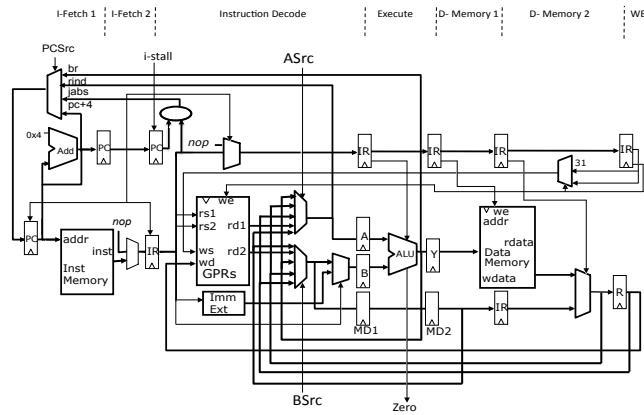 I-Fetch 1 I-Fetch 2 Instruction Decode Execute D- Memory 1 D- Memory 2 WB
PCSrc i-stall ASrc
br
rind
jabs
pc+4
0x4
Add PC PC
nop IR IR IR IR
31
we we
rs1
rs2 rd1 addr
PC addr nop
inst IR ws rd2 A ALU Y rdata
Inst
Memory wd
GPRs B Data
Memory
wdata
Imm
Ext IR R
MD1 MD2
BSrc Zero